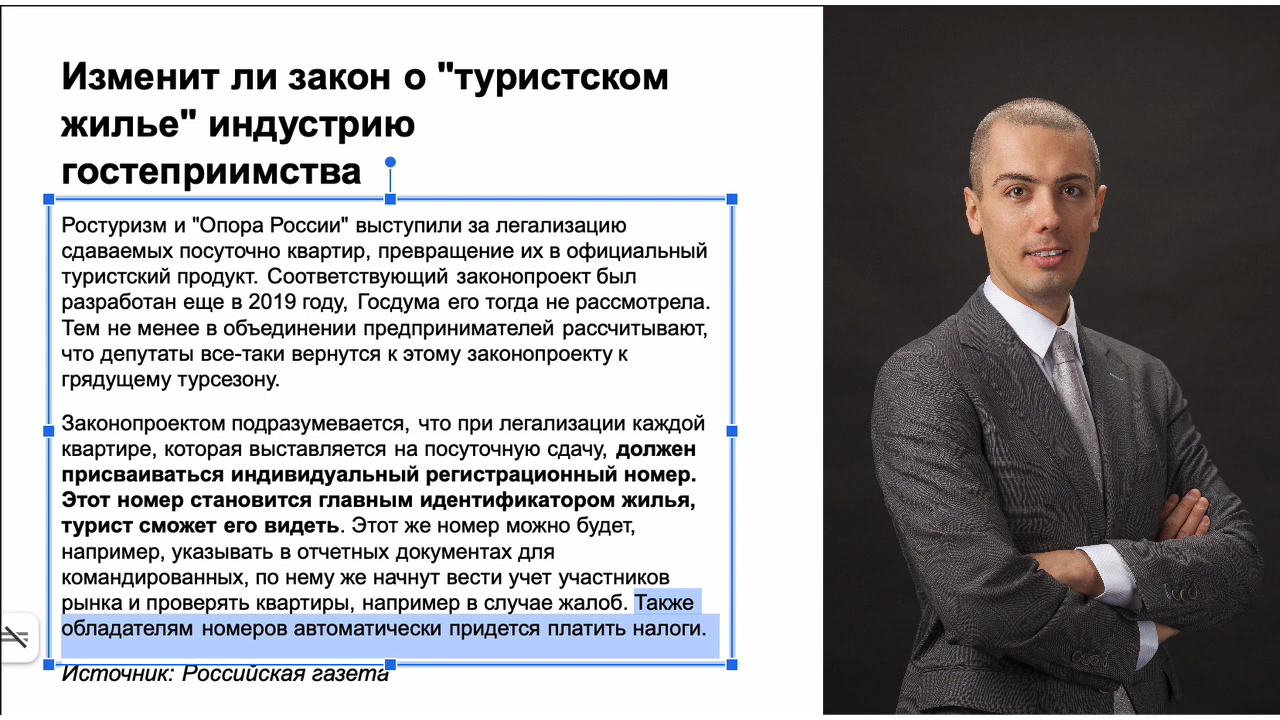 Изменит ли закон о "туристском
жилье" индустрию
гостеприимства
Ростуризм и "Опора России" выступили за легализацию
сдаваемых посуточно квартир, превращение их в официальный
туристский продукт. Соответствующий законопроект был
разработан еще в 2019 году, Госдума его тогда не рассмотрела.
Тем не менее в объединении предпринимателей рассчитывают,
что депутаты все-таки вернутся к этому законопроекту к
грядущему турсезону.
Законопроектом подразумевается, что при легализации каждой
квартире, которая выставляется на посуточную сдачу, должен
присваиваться индивидуальный регистрационный номер.
Этот номер становится главным идентификатором жилья,
турист сможет его видеть. Этот же номер можно будет,
например, указывать в отчетных документах для
командированных, по нему же начнут вести учет участников
рынка и проверять квартиры, например в случае жалоб. Также
обладателям номеров автоматически придется платить налоги.
Источник: Российская газета